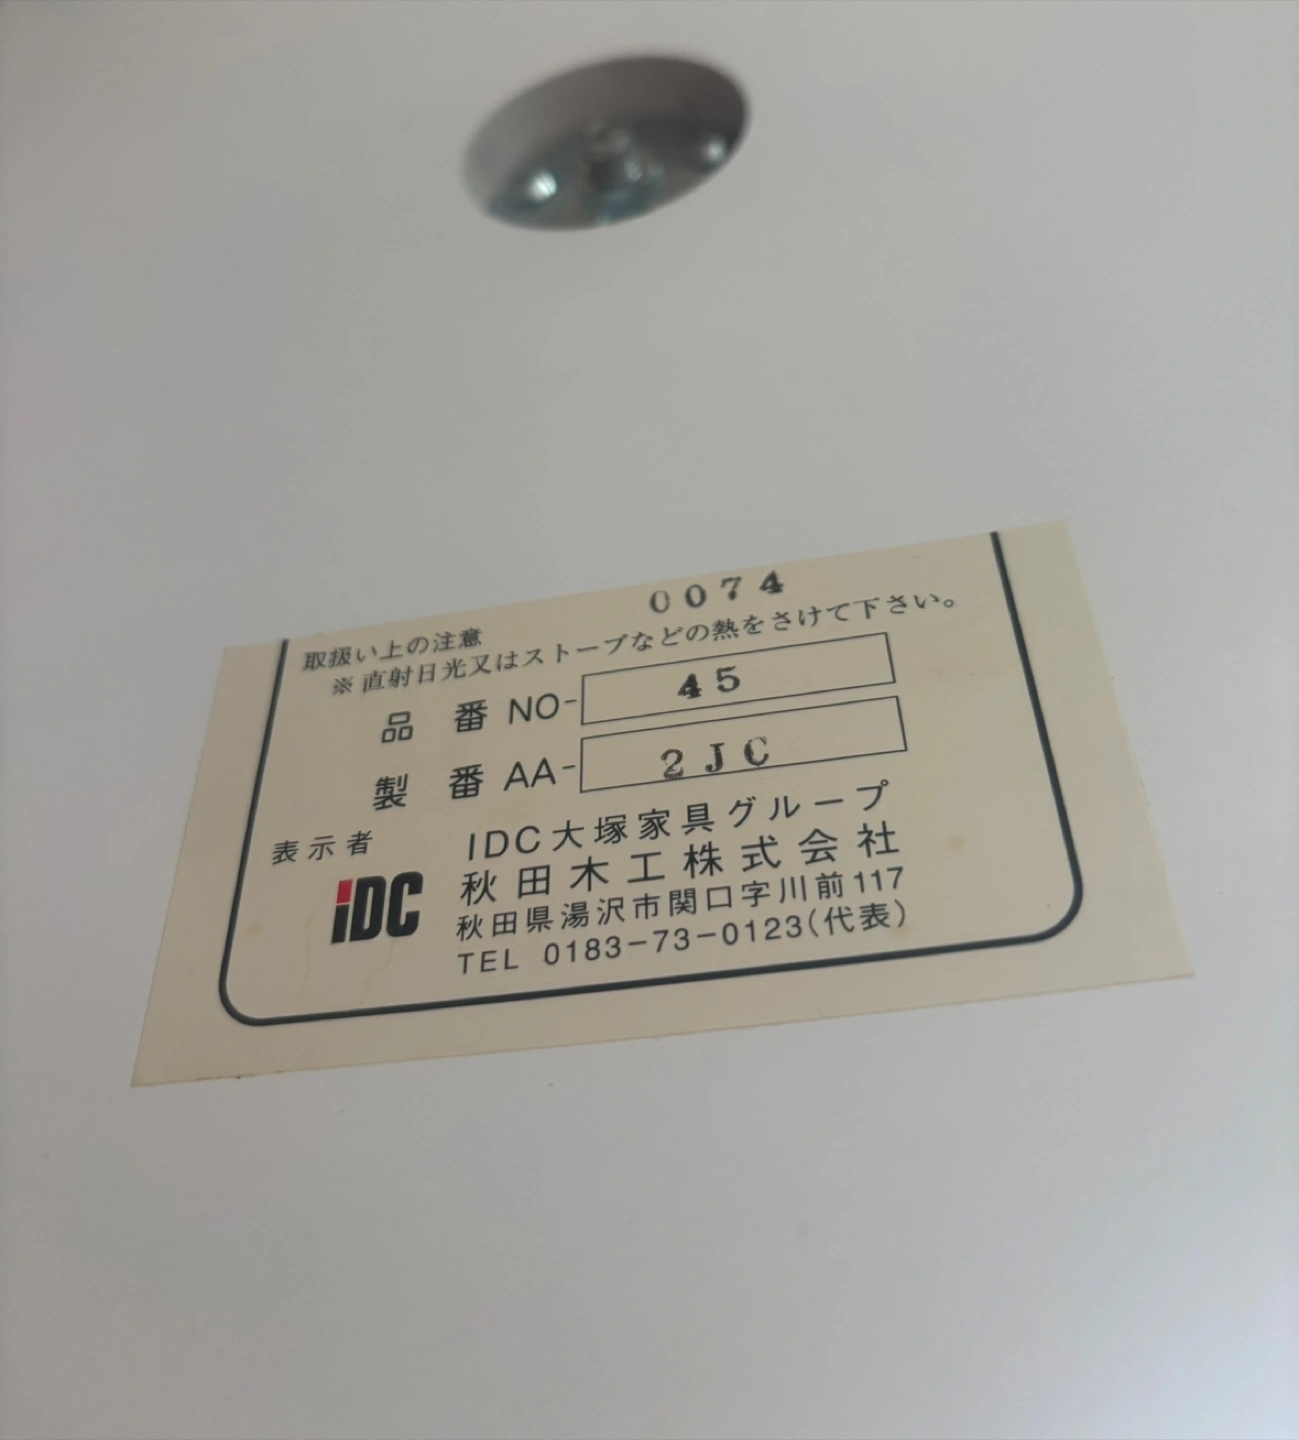 0074
取扱い上の注意
※直射日光又はストーブなどの熱をさけて下さい。
品 番 NO- 45
製 番 AA- 2JC
表示者 IDC大塚家具グループ
iDC 秋田木工株式会社
秋田県湯沢市関口字川前117
TEL 0183-73-0123(代表)